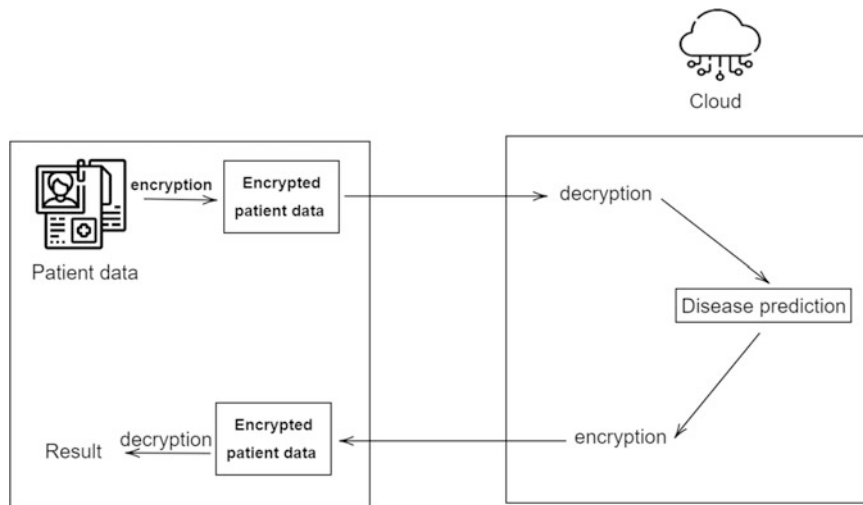 Cloud
encryption
Encrypted
patient data
decryption
Patient data
Disease prediction
Encrypted
patient data
decryption
Result
encryption